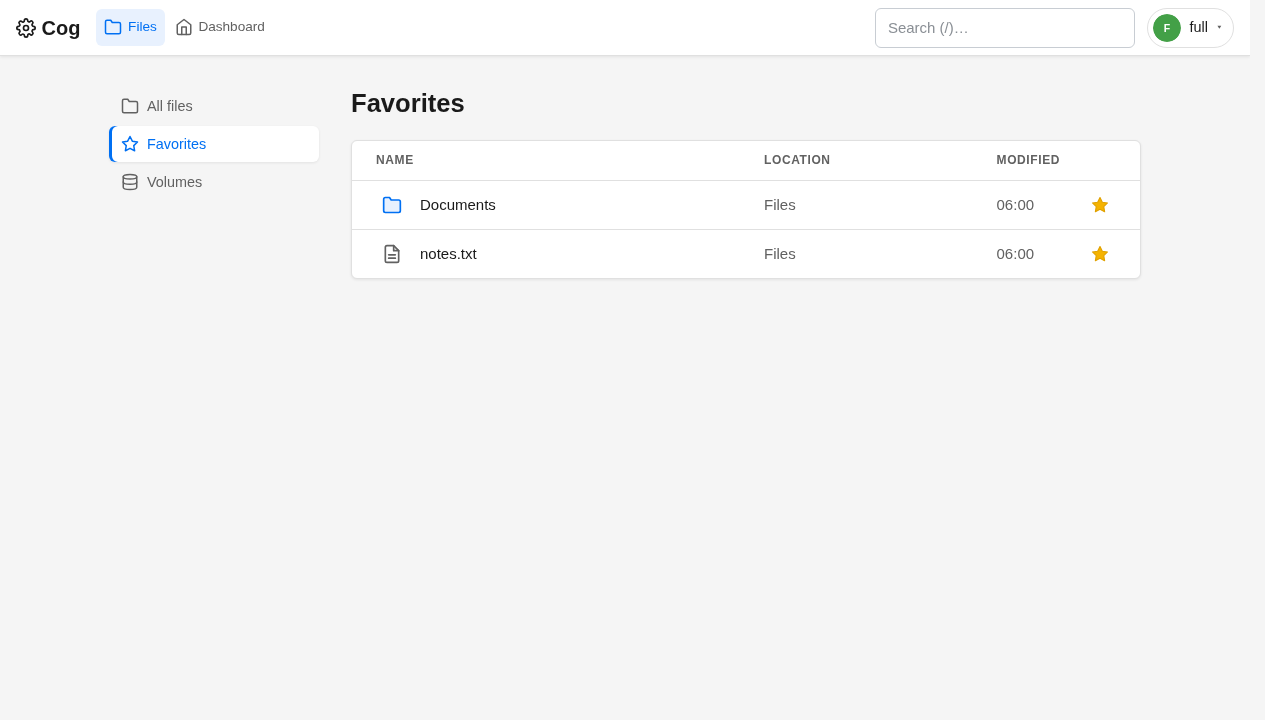 Cog Files Dashboard Search (/)… F full
All files
Favorites
Volumes
Favorites
NAME LOCATION MODIFIED
Documents Files 06:00
notes.txt Files 06:00